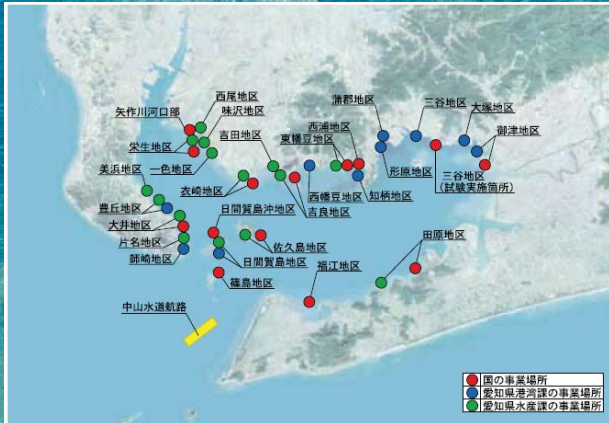 西尾地区
味沢地区
矢作川河口部
吉田地区
栄生地区
一色地区
美浜地区
衣崎地区
豊丘地区
大井地区
片名地区
師崎地区
日間賀島沖地区
佐久島地区
日間賀島地区
篠島地区
中山水道航路
蒲郡地区
三谷地区
大塚地区
西浦地区
御津地区
東幡豆地区
形原地区
三谷地区
（試験実施箇所）
西幡豆地区
知柄地区
吉良地区
田原地区
福江地区
国の事業場所
愛知県港湾課の事業場所
愛知県水産課の事業場所